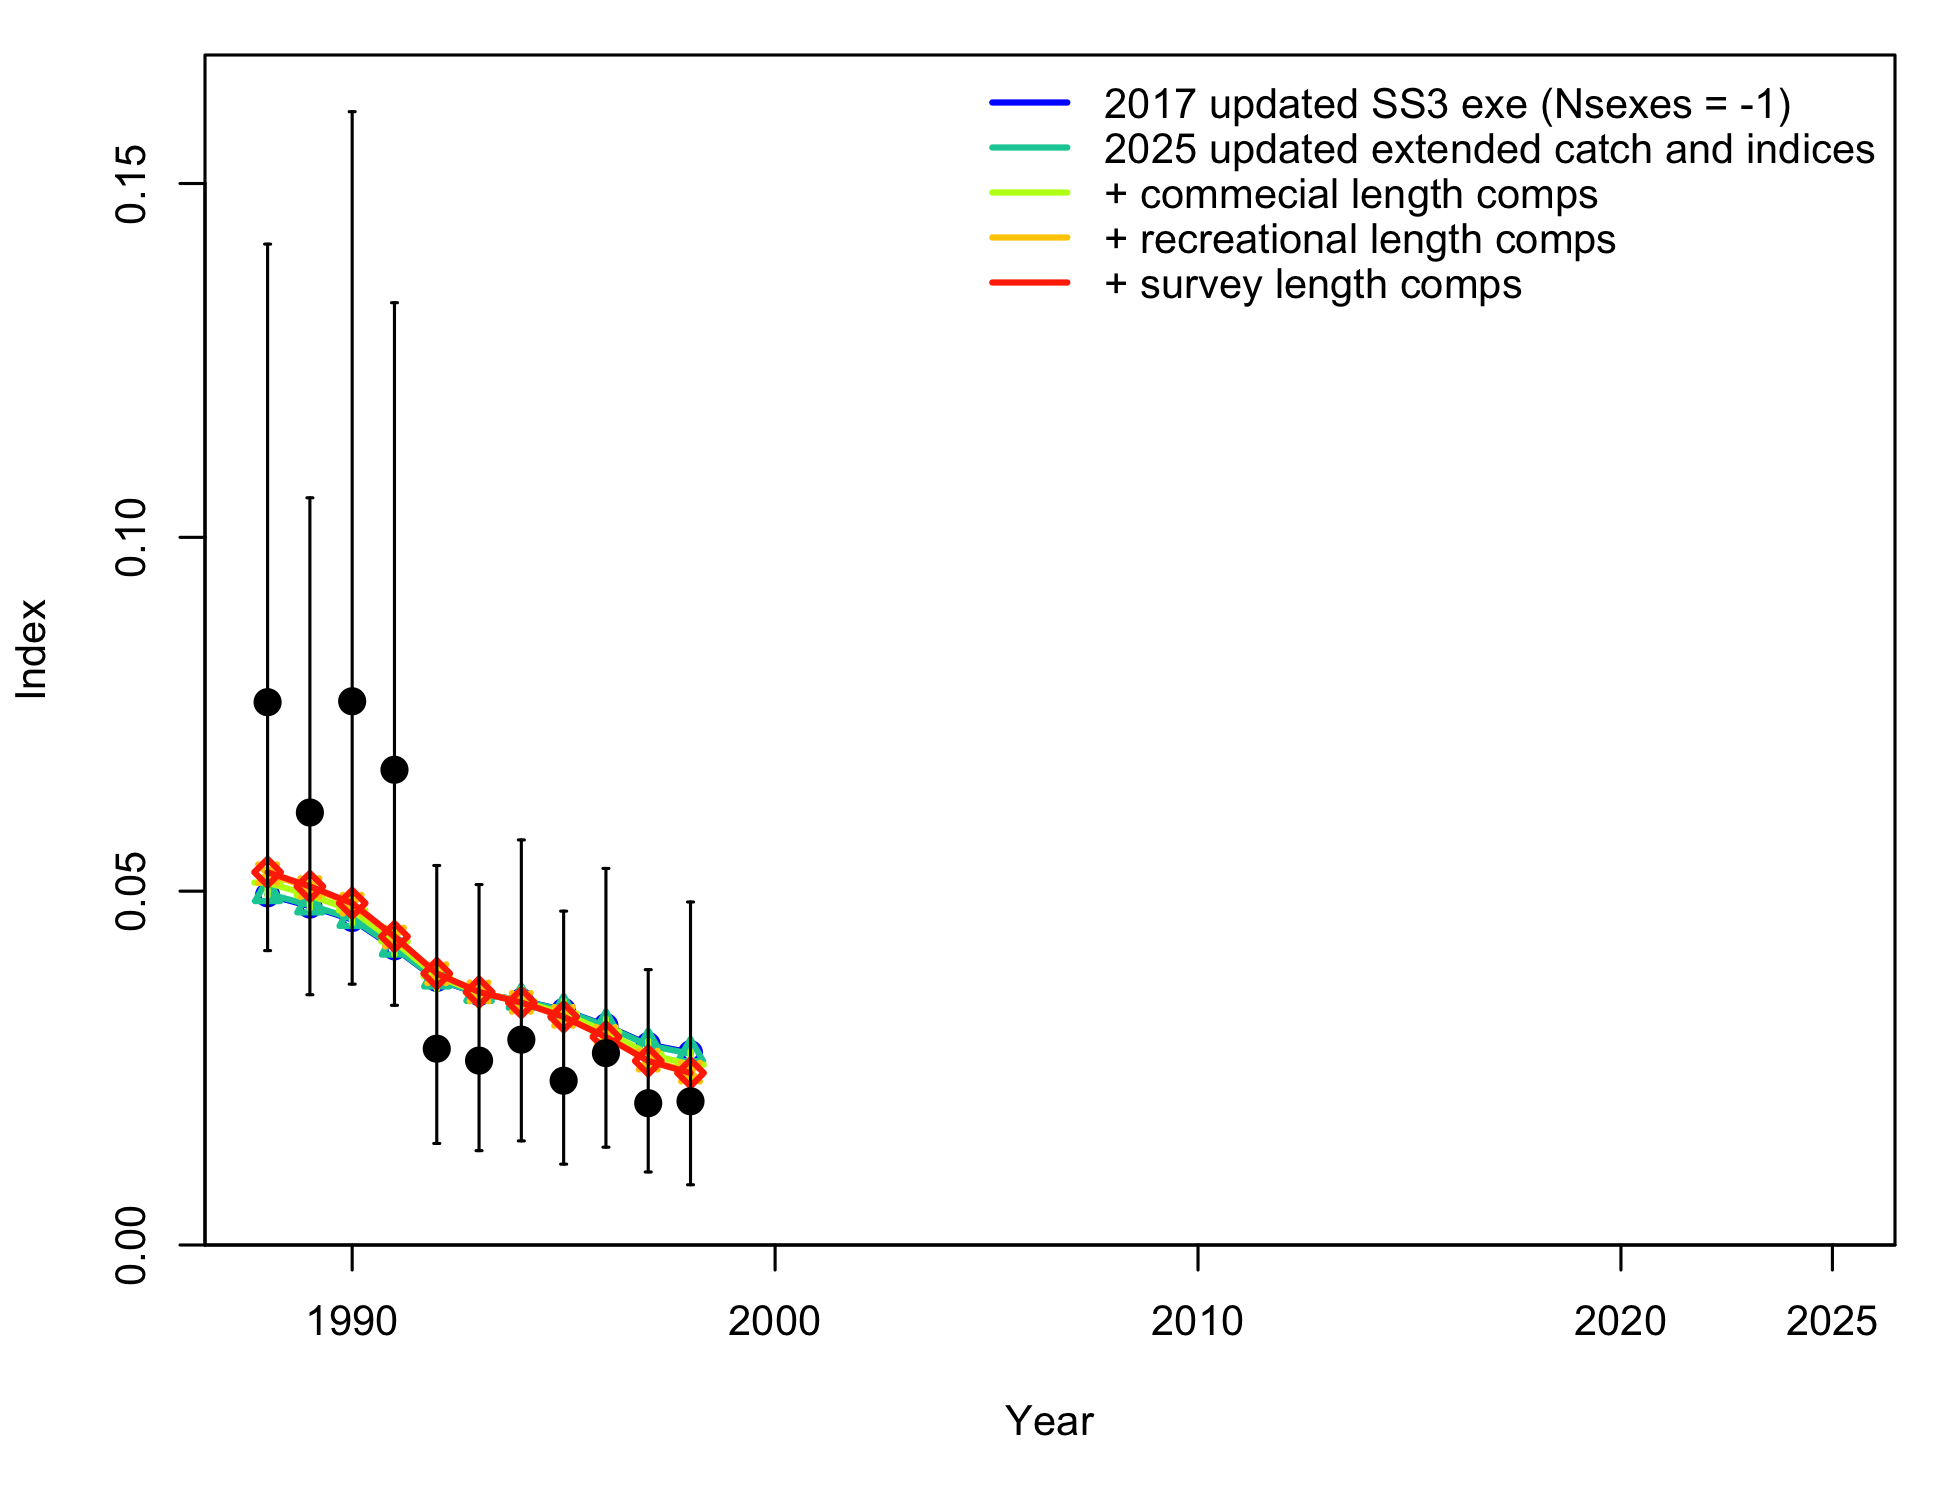 2017 updated SS3 exe (Nsexes = -1)
2025 updated extended catch and indices
+ commecial length comps
+ recreational length comps
+ survey length comps
0.15
0.10
0.05
0.00
Index
1990
2000
2010
2020
2025
Year